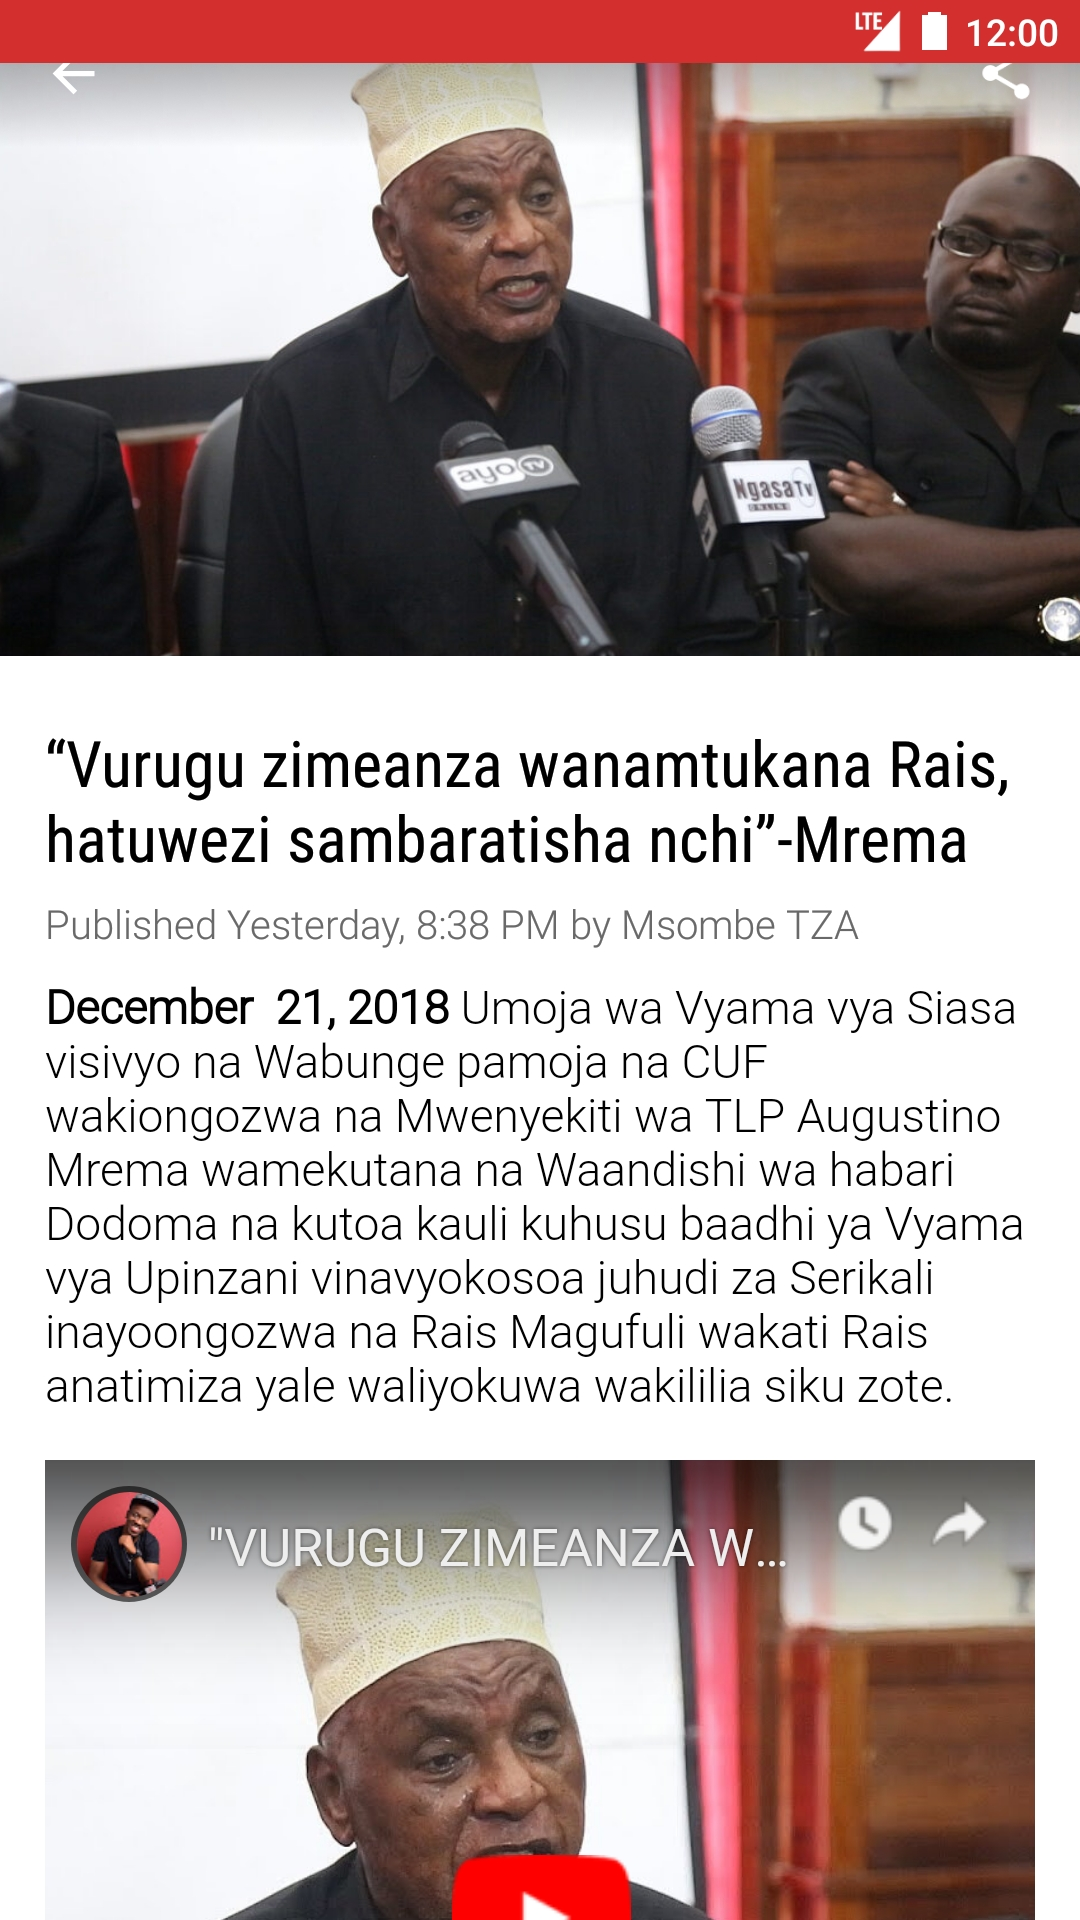 LTE 12:00
ayo TV
NgasaTv
ONLINE
“Vurugu zimeanza wanamtukana Rais,
hatuwezi sambaratisha nchi”-Mrema
Published Yesterday, 8:38 PM by Msombe TZA
December  21, 2018 Umoja wa Vyama vya Siasa
visivyo na Wabunge pamoja na CUF
wakiongozwa na Mwenyekiti wa TLP Augustino
Mrema wamekutana na Waandishi wa habari
Dodoma na kutoa kauli kuhusu baadhi ya Vyama
vya Upinzani vinavyokosoa juhudi za Serikali
inayoongozwa na Rais Magufuli wakati Rais
anatimiza yale waliyokuwa wakililia siku zote.
"VURUGU ZIMEANZA W...